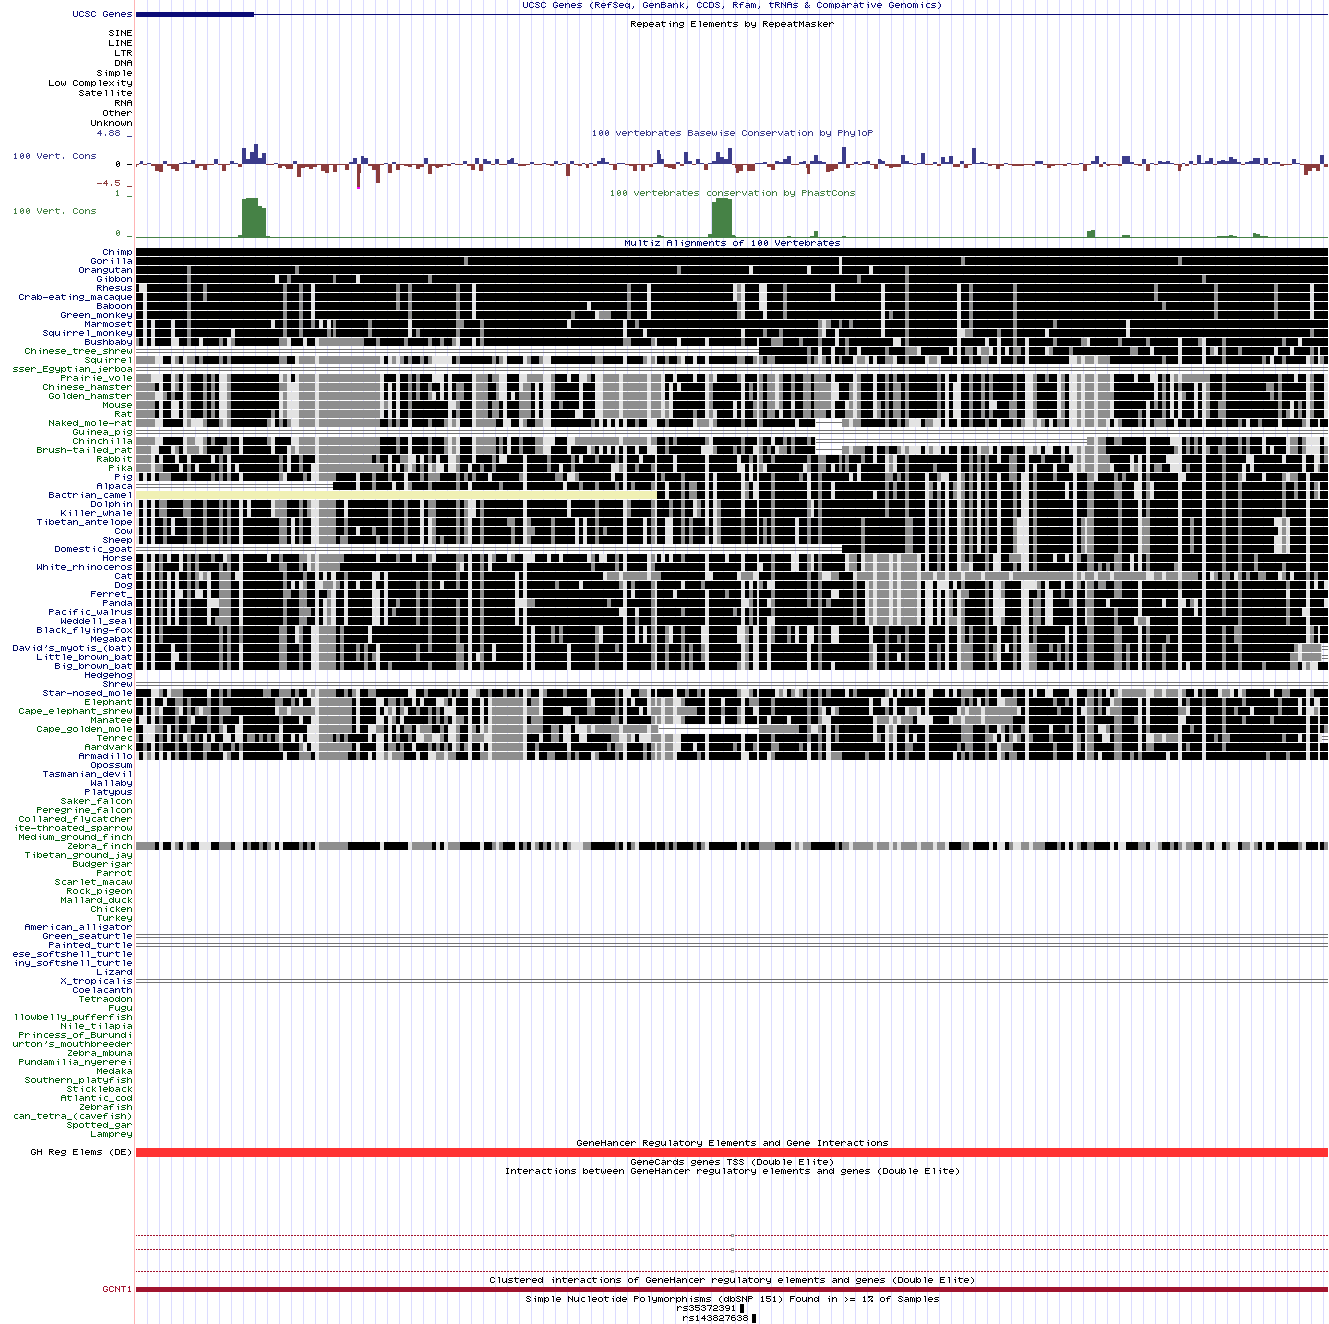 UCSC Genes (RefSeq, GenBank, CCDS, Rfam, tRNAs & Comparative Genomics)
UCSC Genes
Repeating Elements by RepeatMasker
SINE
LINE
LTR
DNA
Simple
Low Complexity
Satellite
RNA
Other
Unknown
4.88 _
100 vertebrates Basewise Conservation by PhyloP
100 Vert. Cons
0 -
-4.5 _
100 vertebrates conservation by PhastCons
1 _
100 Vert. Cons
0 _
Multiz Alignments of 100 Vertebrates
Chimp
Gorilla
Orangutan
Gibbon
Rhesus
Crab-eating_macaque
Baboon
Green_monkey
Marmoset
Squirrel_monkey
Bushbaby
Chinese_tree_shrew
Squirrel
sser_Egyptian_jerboa
Prairie_vole
Chinese_hamster
Golden_hamster
Mouse
Rat
Naked_mole-rat
Guinea_pig
Chinchilla
Brush-tailed_rat
Rabbit
Pika
Pig
Alpaca
Bactrian_camel
Dolphin
Killer_whale
Tibetan_antelope
Cow
Sheep
Domestic_goat
Horse
White_rhinoceros
Cat
Dog
Ferret_
Panda
Pacific_walrus
Weddell_seal
Black_flying-fox
Megabat
David's_myotis_(bat)
Little_brown_bat
Big_brown_bat
Hedgehog
Shrew
Star-nosed_mole
Elephant
Cape_elephant_shrew
Manatee
Cape_golden_mole
Tenrec
Aardvark
Armadillo
Opossum
Tasmanian_devil
Wallaby
Platypus
Saker_falcon
Peregrine_falcon
Collared_flycatcher
ite-throated_sparrow
Medium_ground_finch
Zebra_finch
Tibetan_ground_jay
Budgerigar
Parrot
Scarlet_macaw
Rock_pigeon
Mallard_duck
Chicken
Turkey
American_alligator
Green_seaturtle
Painted_turtle
ese_softshell_turtle
iny_softshell_turtle
Lizard
X_tropicalis
Coelacanth
Tetraodon
Fugu
llowbelly_pufferfish
Nile_tilapia
Princess_of_Burundi
urton's_mouthbreeder
Zebra_mbuna
Pundamilia_nyererei
Medaka
Southern_platyfish
Stickleback
Atlantic_cod
Zebrafish
can_tetra_(cavefish)
Spotted_gar
Lamprey
GeneHancer Regulatory Elements and Gene Interactions
GH Reg Elems (DE)
GeneCards genes TSS (Double Elite)
Interactions between GeneHancer regulatory elements and genes (Double Elite)
Clustered interactions of GeneHancer regulatory elements and genes (Double Elite)
GCNT1
Simple Nucleotide Polymorphisms (dbSNP 151) Found in >= 1% of Samples
rs35372391
rs143827638